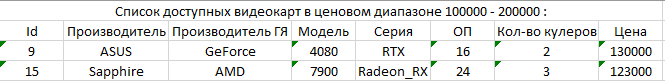 Список доступных видеокарт в ценовом диапазоне 100000 - 200000 :
Id Производитель Производитель ГЯ Модель Серия ОП Кол-во кулеров Цена
9 ASUS GeForce 4080 RTX 16 2 130000
15 Sapphire AMD 7900 Radeon_RX 24 3 123000